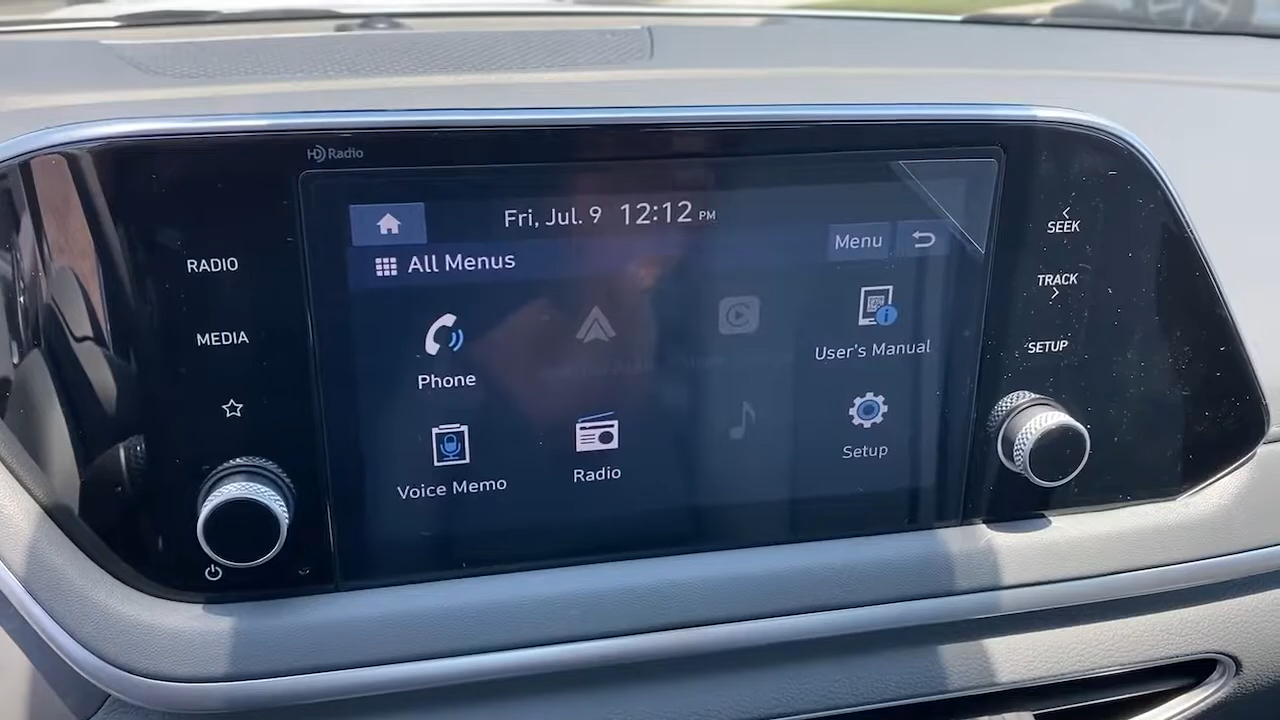 HD Radio
Fri, Jul. 9 12:12 PM
Menu
All Menus
RADIO
MEDIA
Phone
User's Manual
Voice Memo
Radio
Setup
< SEEK
TRACK >
SETUP